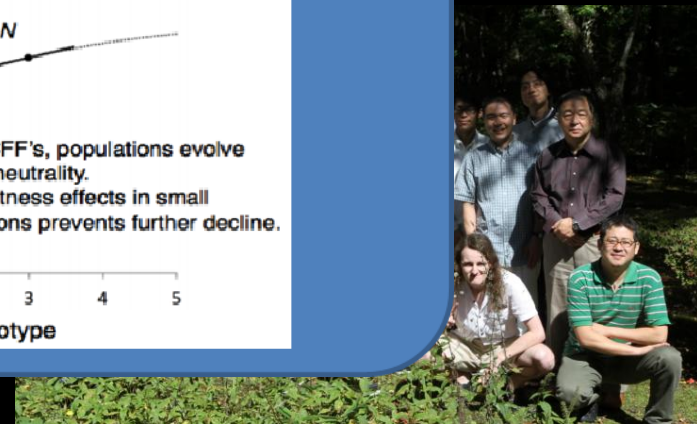 N
FF's, populations evolve
neutrality.
tness effects in small
ons prevents further decline.
3 4 5
otype